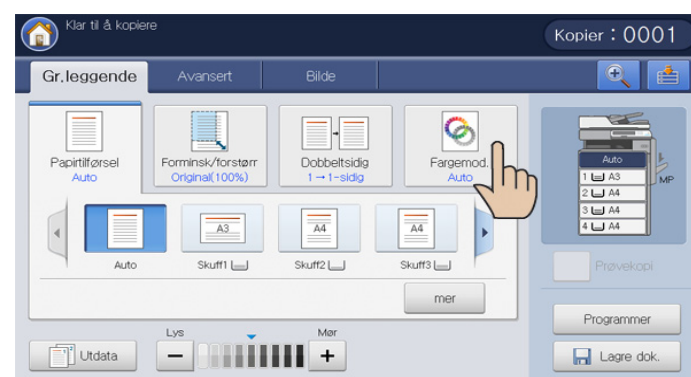 Klar til å kopiere
Kopier : 0001
Gr.leggende
Avansert
Bilde
Papirtilførsel
Auto
Forminsk/forstørr
Original(100%)
Dobbeltsidig
1→1-sidig
Fargemod.
Auto
Auto
A3
Skuff1
A4
Skuff2
A4
Skuff3
mer
Auto
1 A3
2 A4
3 A4
4 A4
MP
Prøvekopi
Programmer
Utdata
Lys
Mør
Lagre dok.